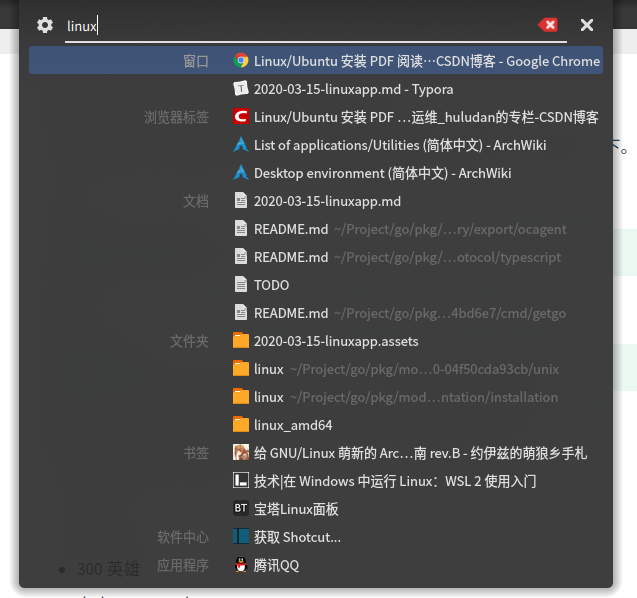 linux
窗口 Linux/Ubuntu 安装 PDF 阅读…CSDN博客 - Google Chrome
2020-03-15-linuxapp.md - Typora
浏览器标签 Linux/Ubuntu 安装 PDF …运维_huludan的专栏-CSDN博客
List of applications/Utilities (简体中文) - ArchWiki
Desktop environment (简体中文) - ArchWiki
文档 2020-03-15-linuxapp.md
README.md ~/Project/go/pkg/…ry/export/ocagent
README.md ~/Project/go/pkg/…otocol/typescript
TODO
README.md ~/Project/go/pkg…4bd6e7/cmd/getgo
文件夹 2020-03-15-linuxapp.assets
linux ~/Project/go/pkg/mo…0-04f50cda93cb/unix
linux ~/Project/go/pkg/mod…ntation/installation
linux_amd64
书签 给 GNU/Linux 萌新的 Arc…南 rev.B - 约伊兹的萌狼乡手札
技术|在 Windows 中运行 Linux：WSL 2 使用入门
BT 宝塔Linux面板
软件中心 获取 Shotcut...
300 英雄 应用程序 腾讯QQ